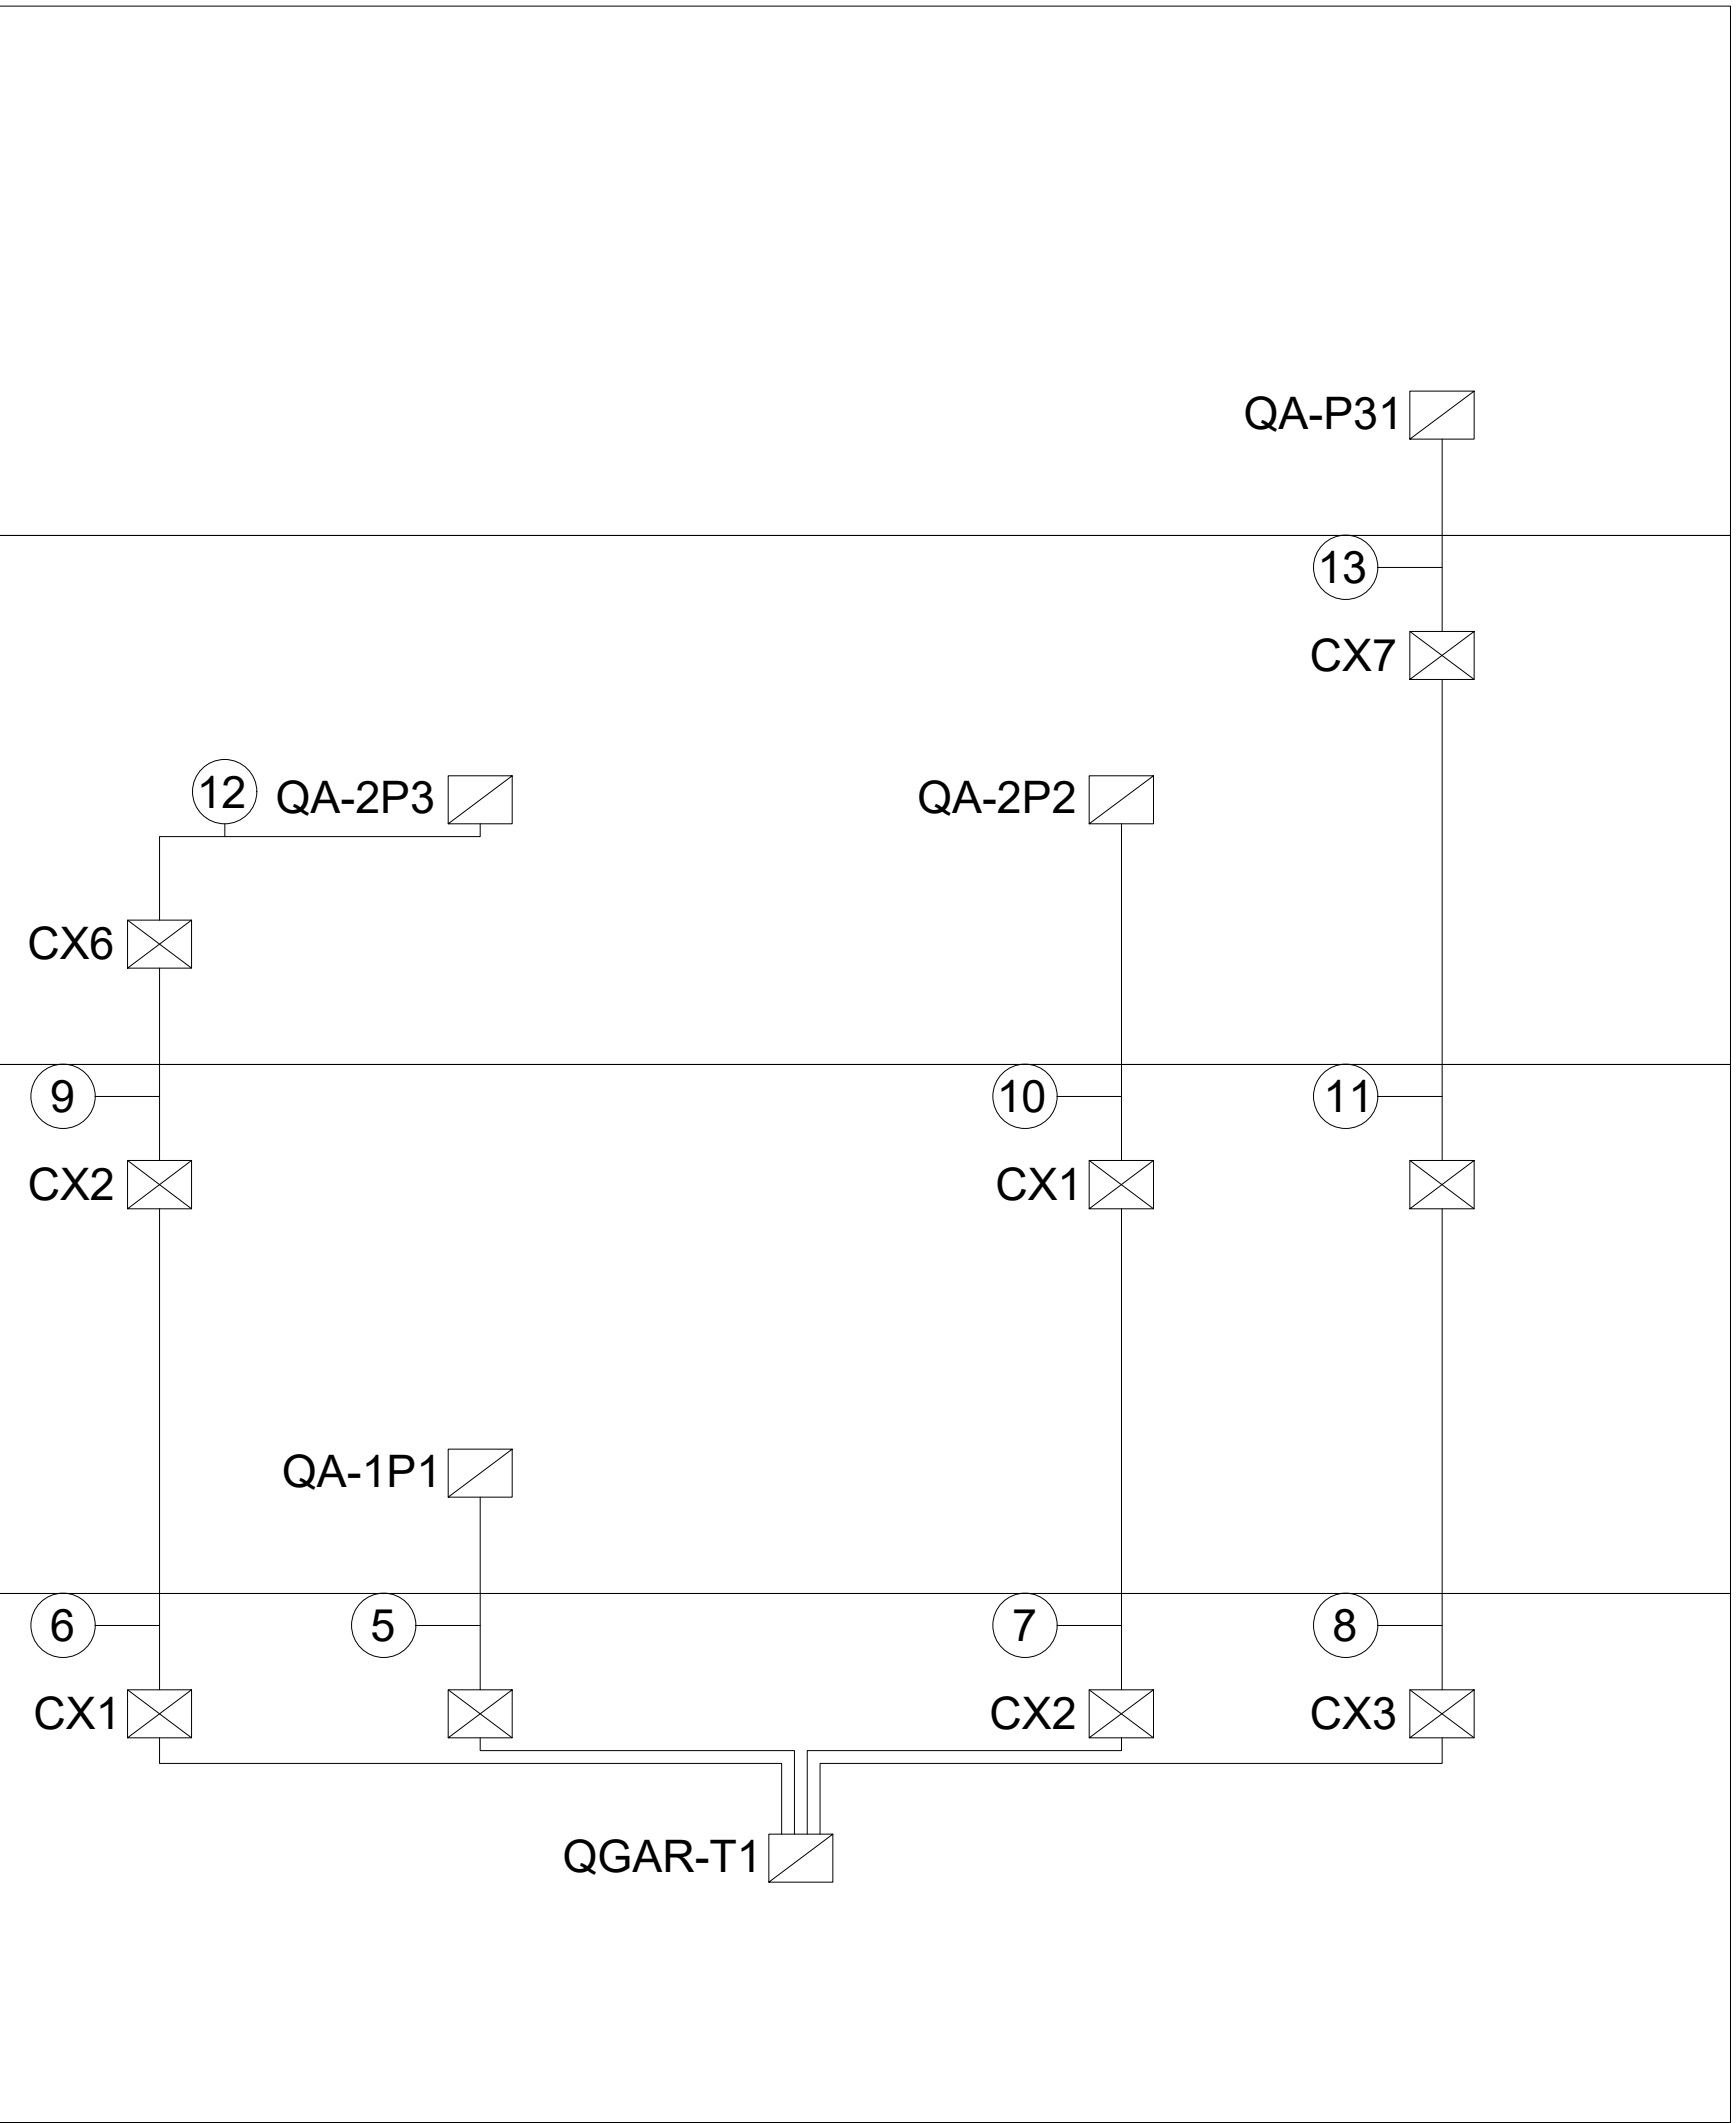 QA-P31
13
CX7
12
QA-2P3
QA-2P2
CX6
9
10
11
CX2
CX1
QA-1P1
6
5
7
8
CX1
CX2
CX3
QGAR-T1